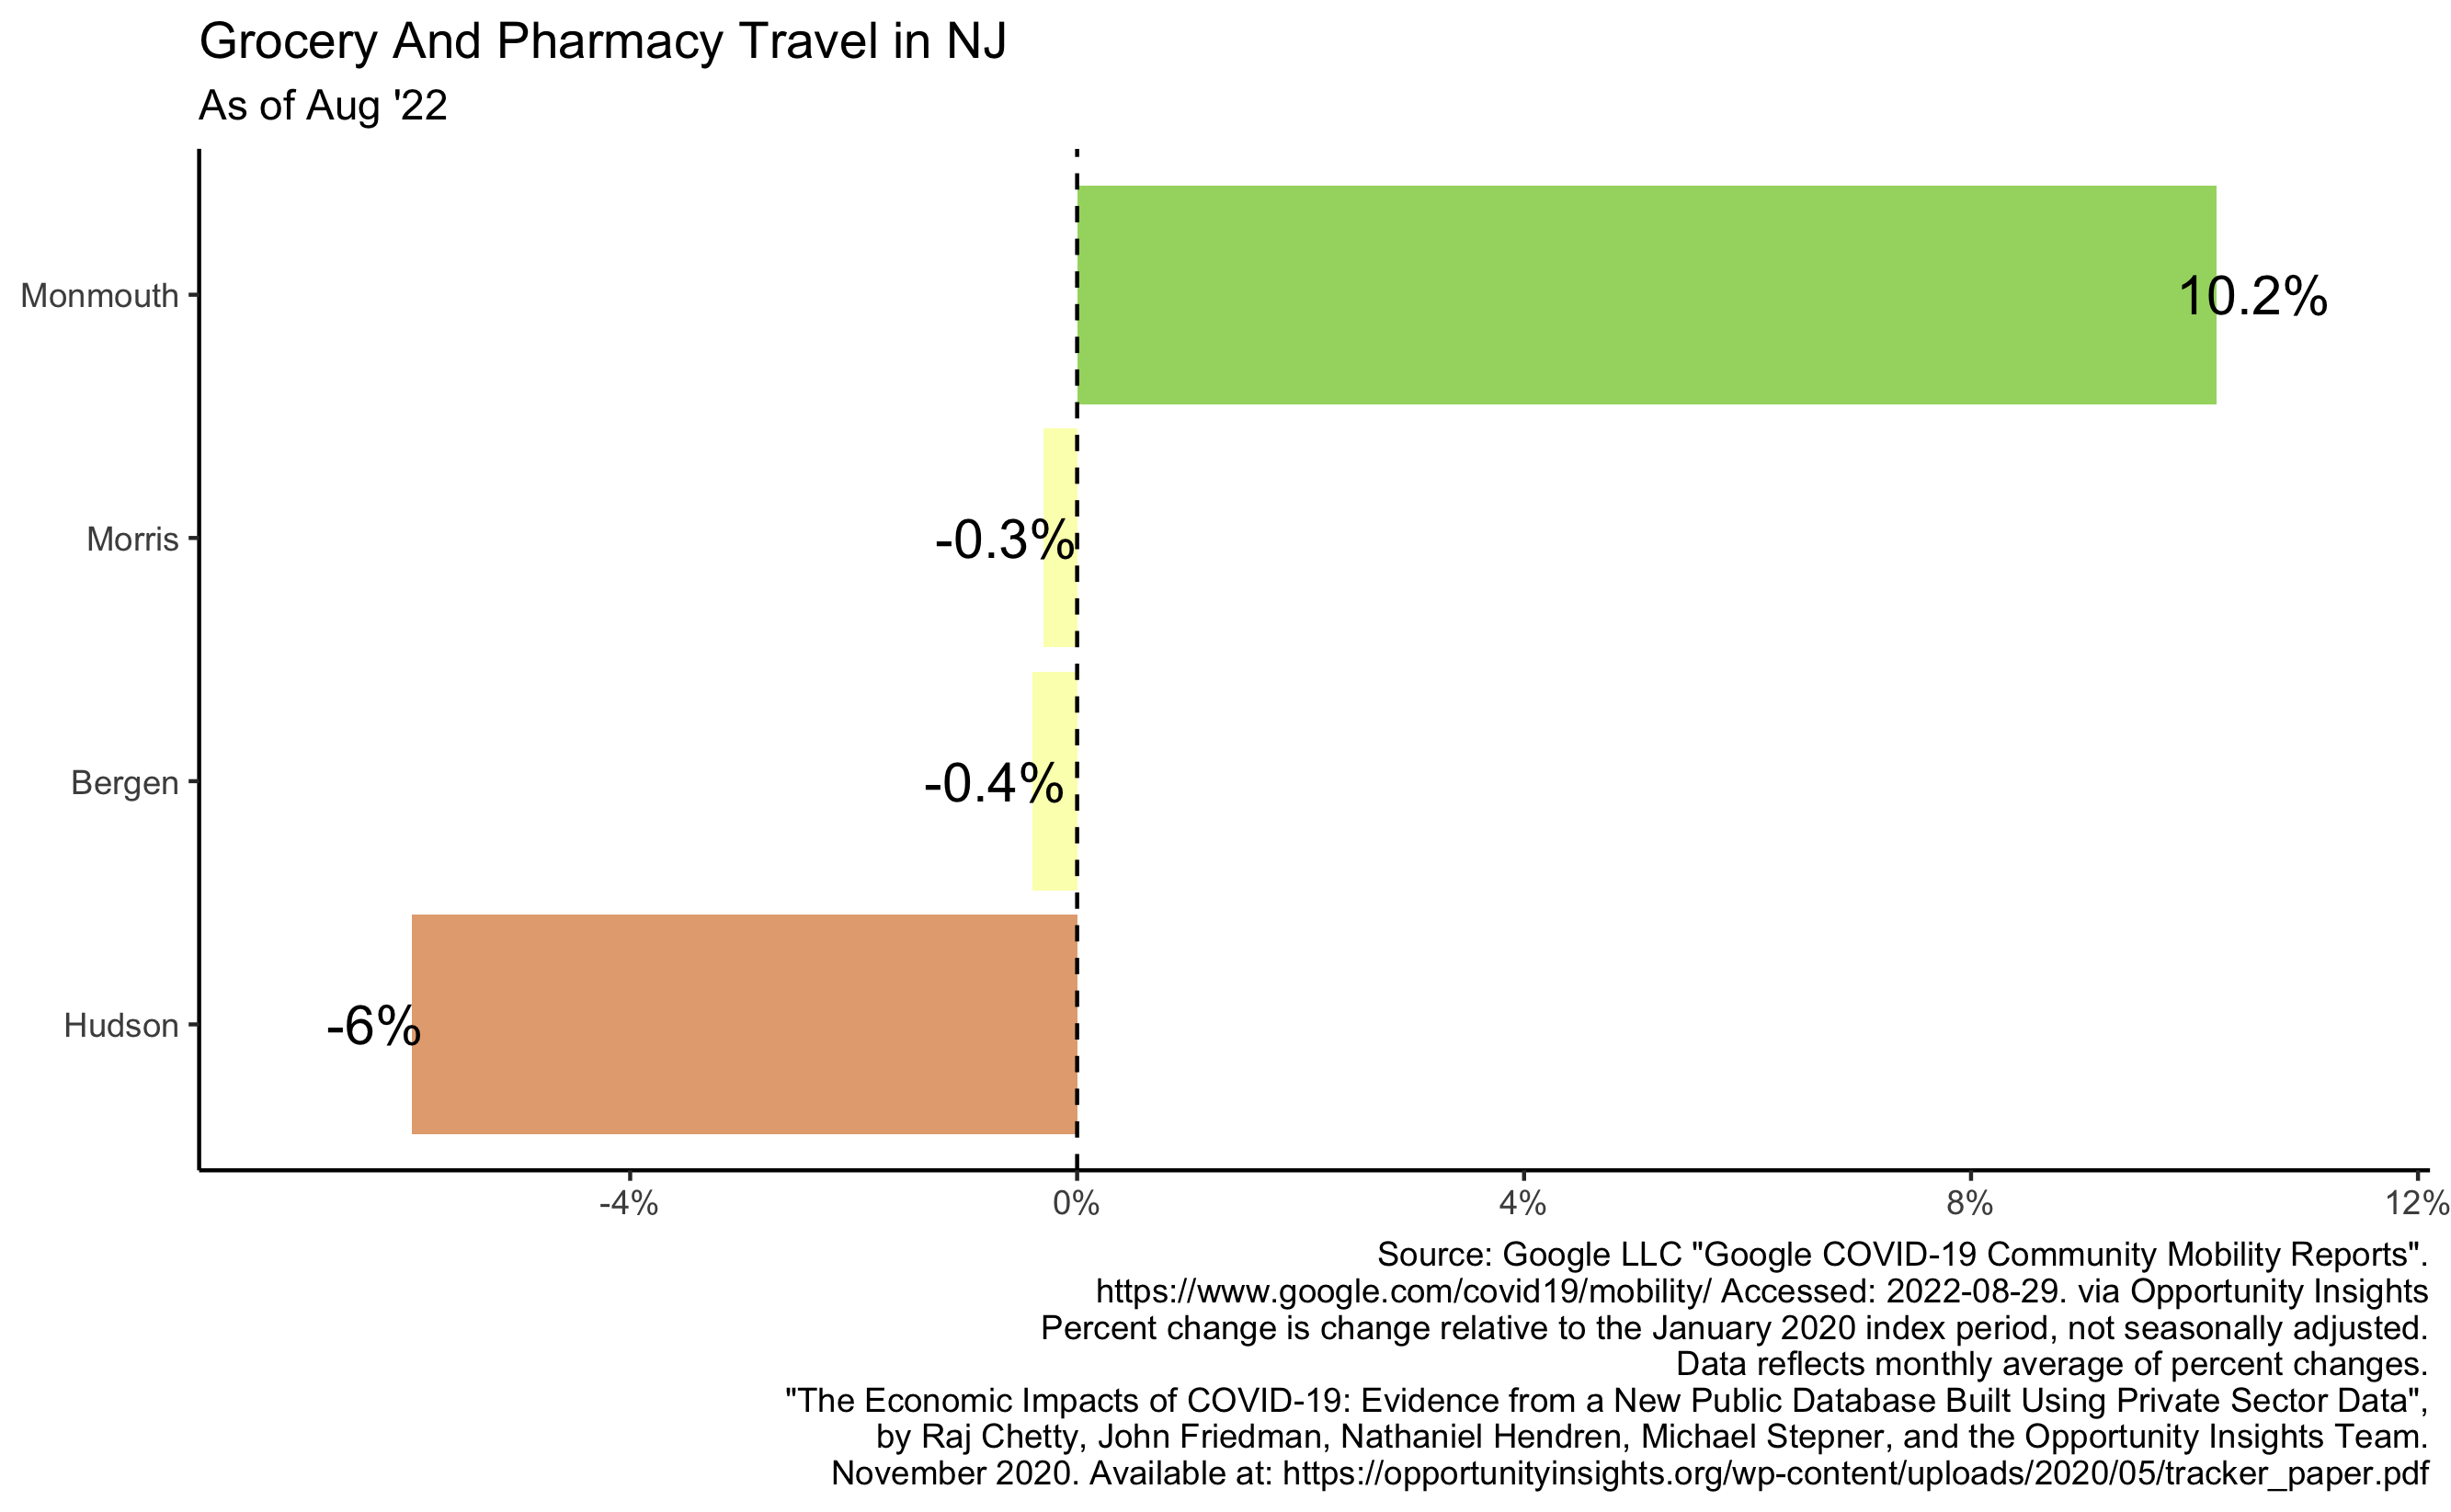 Grocery And Pharmacy Travel in NJ
As of Aug '22
Monmouth
10.2%
Morris
-0.3%
Bergen
-0.4%
Hudson
-6%
-4% 0% 4% 8% 12%
Source: Google LLC "Google COVID-19 Community Mobility Reports".
https://www.google.com/covid19/mobility/ Accessed: 2022-08-29. via Opportunity Insights
Percent change is change relative to the January 2020 index period, not seasonally adjusted.
Data reflects monthly average of percent changes.
"The Economic Impacts of COVID-19: Evidence from a New Public Database Built Using Private Sector Data",
by Raj Chetty, John Friedman, Nathaniel Hendren, Michael Stepner, and the Opportunity Insights Team.
November 2020. Available at: https://opportunityinsights.org/wp-content/uploads/2020/05/tracker_paper.pdf